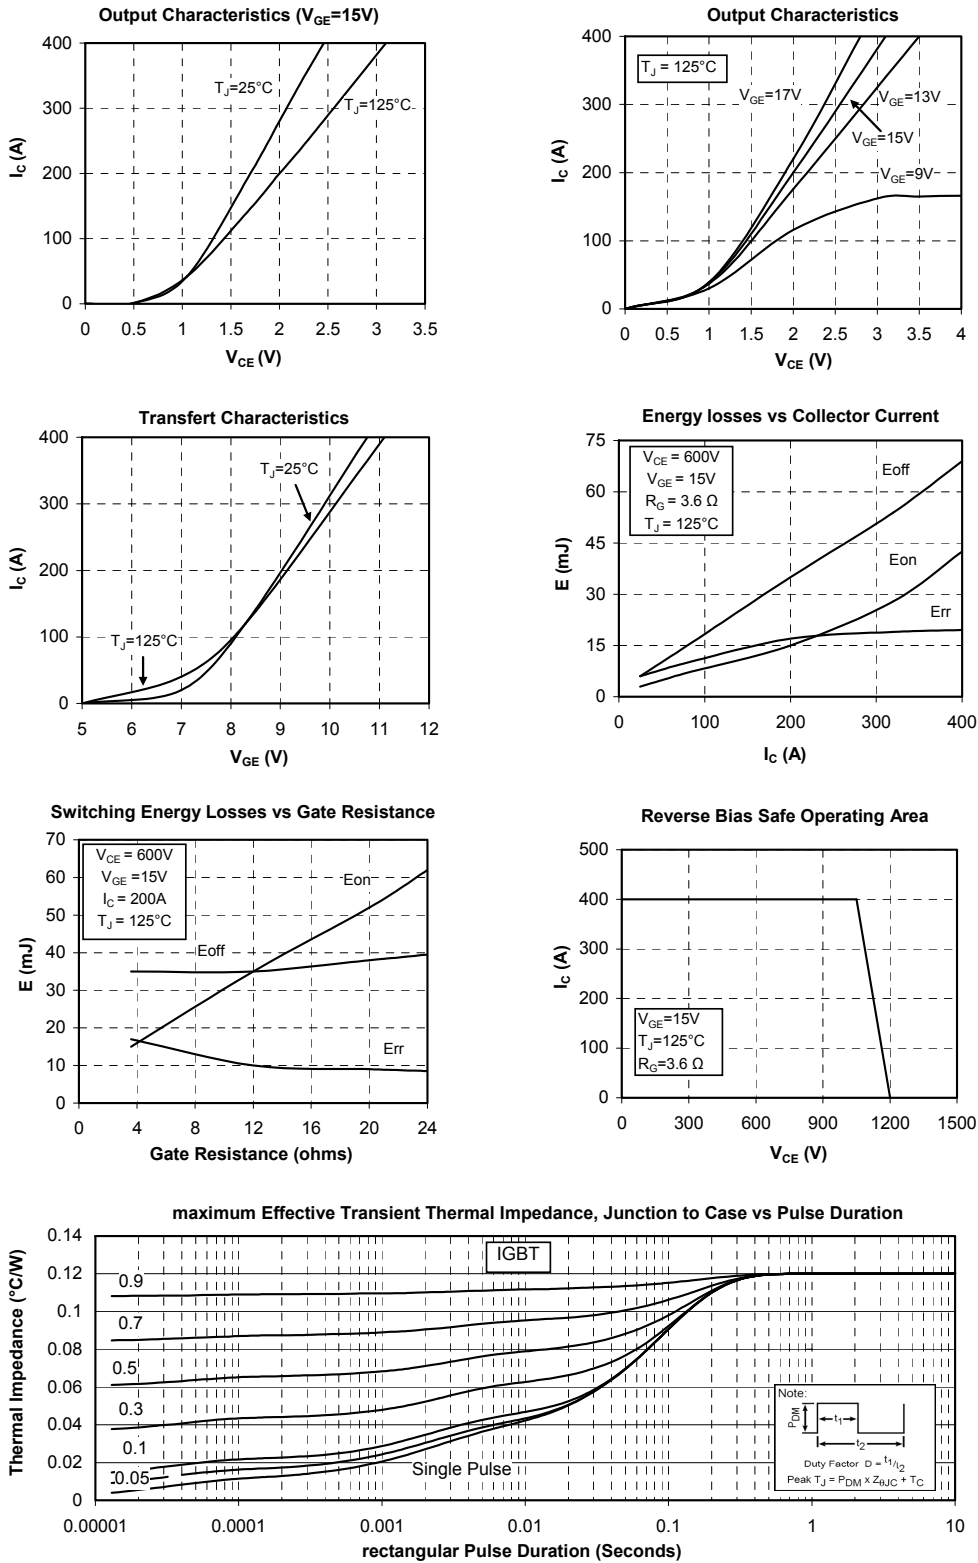 Output Characteristics (VGE=15V)
400
300
200
100
0
IC (A)
TJ=25°C
TJ=125°C
0 0.5 1 1.5 2 2.5 3 3.5
VCE (V)
Output Characteristics
400
300
200
100
0
IC (A)
TJ = 125°C
VGE=17V
VGE=13V
VGE=15V
VGE=9V
0 0.5 1 1.5 2 2.5 3 3.5 4
VCE (V)
Transfert Characteristics
400
300
200
100
0
IC (A)
TJ=25°C
TJ=125°C
5 6 7 8 9 10 11 12
VGE (V)
Energy losses vs Collector Current
75
60
45
30
15
0
E (mJ)
VCE = 600V
VGE = 15V
RG = 3.6 Ω
TJ = 125°C
Eoff
Eon
Err
0 100 200 300 400
IC (A)
Switching Energy Losses vs Gate Resistance
70
60
50
40
30
20
10
0
E (mJ)
VCE = 600V
VGE = 15V
IC = 200A
TJ = 125°C
Eon
Eoff
Err
0 4 8 12 16 20 24
Gate Resistance (ohms)
Reverse Bias Safe Operating Area
500
400
300
200
100
0
IC (A)
VGE=15V
TJ=125°C
RG=3.6 Ω
0 300 600 900 1200 1500
VCE (V)
maximum Effective Transient Thermal Impedance, Junction to Case vs Pulse Duration
0.14
0.12
0.1
0.08
0.06
0.04
0.02
0
Thermal Impedance (°C/W)
IGBT
0.9
0.7
0.5
0.3
0.1
0.05
Single Pulse
Note:
PDM
t1
t2
Duty Factor D = t1/t2
Peak TJ = PDM x ZθJC + TC
0.00001 0.0001 0.001 0.01 0.1 1 10
rectangular Pulse Duration (Seconds)